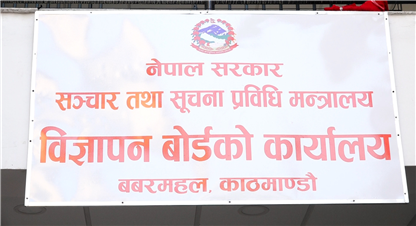 नेपाल सरकार
सञ्चार तथा सूचना प्रविधि मन्त्रालय
विज्ञापन बोर्डको कार्यालय
बबरमहल, काठमाण्डौ